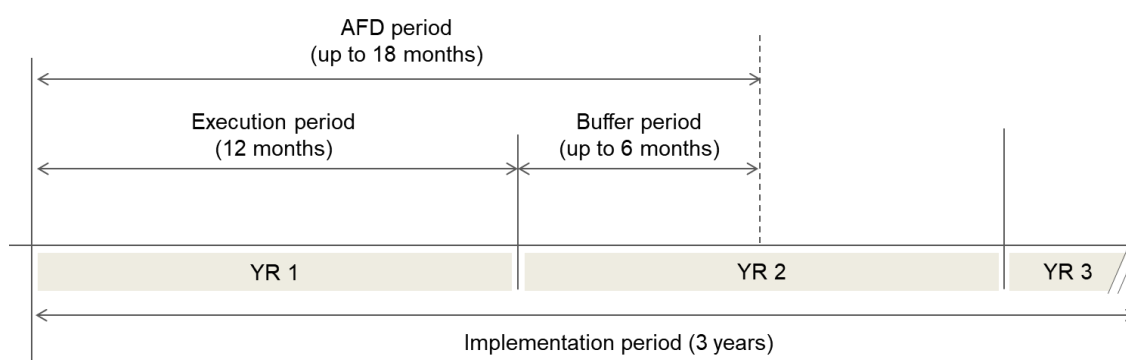 AFD period
(up to 18 months)
Execution period
(12 months)
Buffer period
(up to 6 months)
YR 1
YR 2
YR 3
Implementation period (3 years)